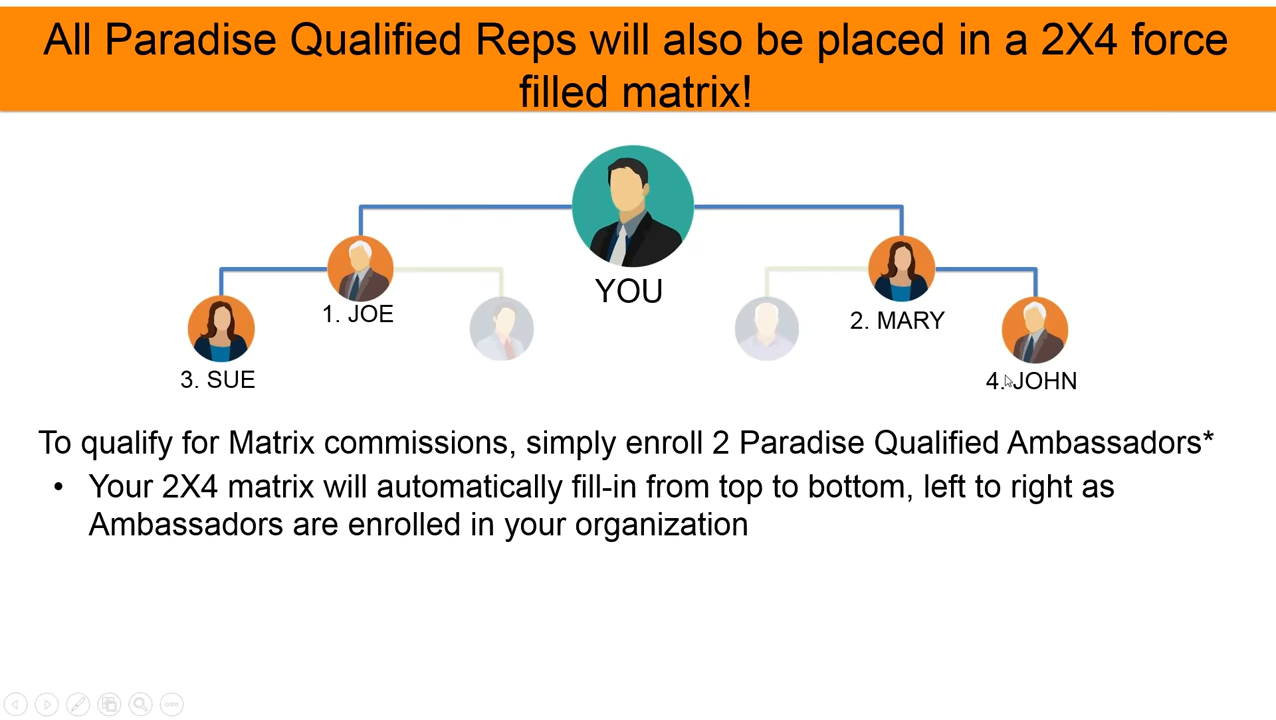 All Paradise Qualified Reps will also be placed in a 2X4 force
filled matrix!
YOU
1. JOE
2. MARY
3. SUE
4. JOHN
To qualify for Matrix commissions, simply enroll 2 Paradise Qualified Ambassadors*
• Your 2X4 matrix will automatically fill-in from top to bottom, left to right as
Ambassadors are enrolled in your organization